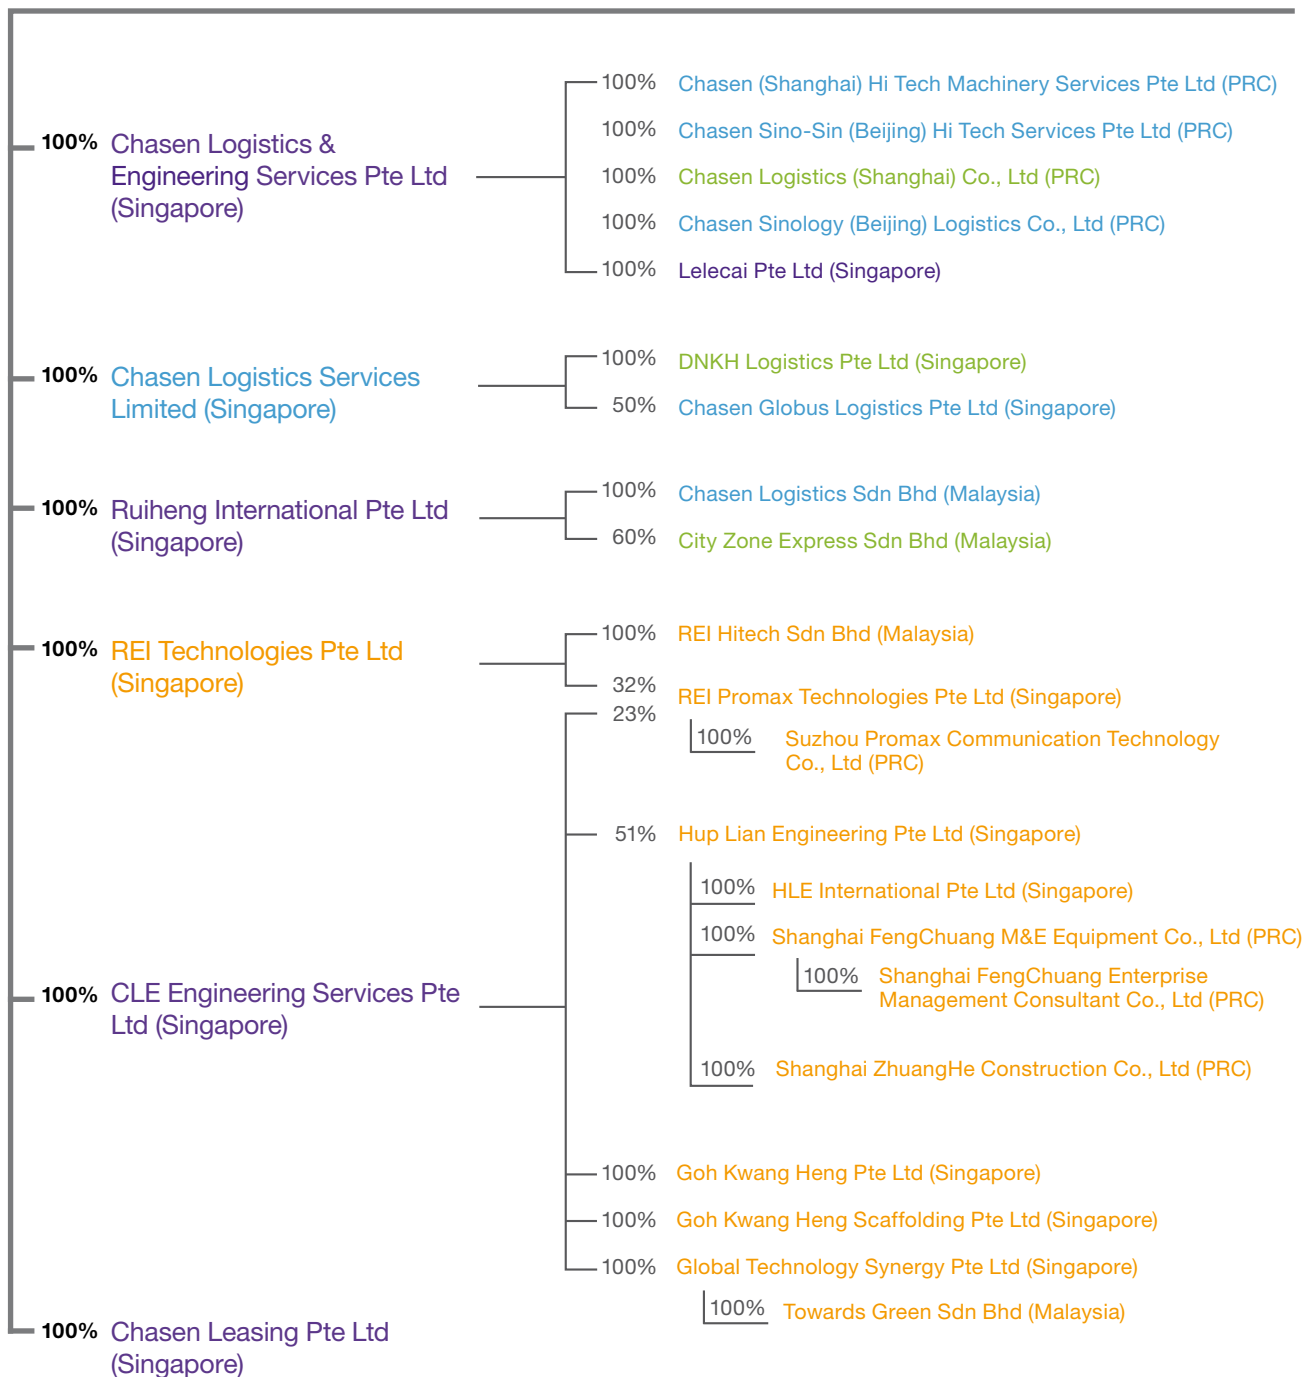 100% Chasen Logistics &
Engineering Services Pte Ltd
(Singapore)
100% Chasen (Shanghai) Hi Tech Machinery Services Pte Ltd (PRC)
100% Chasen Sino-Sin (Beijing) Hi Tech Services Pte Ltd (PRC)
100% Chasen Logistics (Shanghai) Co., Ltd (PRC)
100% Chasen Sinology (Beijing) Logistics Co., Ltd (PRC)
100% Lelecai Pte Ltd (Singapore)
100% Chasen Logistics Services
Limited (Singapore)
100% DNKH Logistics Pte Ltd (Singapore)
50% Chasen Globus Logistics Pte Ltd (Singapore)
100% Ruiheng International Pte Ltd
(Singapore)
100% Chasen Logistics Sdn Bhd (Malaysia)
60% City Zone Express Sdn Bhd (Malaysia)
100% REI Technologies Pte Ltd
(Singapore)
100% REI Hitech Sdn Bhd (Malaysia)
32%
REI Promax Technologies Pte Ltd (Singapore)
23%
100% Suzhou Promax Communication Technology
Co., Ltd (PRC)
100% CLE Engineering Services Pte
Ltd (Singapore)
51% Hup Lian Engineering Pte Ltd (Singapore)
100% HLE International Pte Ltd (Singapore)
100% Shanghai FengChuang M&E Equipment Co., Ltd (PRC)
100% Shanghai FengChuang Enterprise
Management Consultant Co., Ltd (PRC)
100% Shanghai ZhuangHe Construction Co., Ltd (PRC)
100% Goh Kwang Heng Pte Ltd (Singapore)
100% Goh Kwang Heng Scaffolding Pte Ltd (Singapore)
100% Global Technology Synergy Pte Ltd (Singapore)
100% Towards Green Sdn Bhd (Malaysia)
100% Chasen Leasing Pte Ltd
(Singapore)